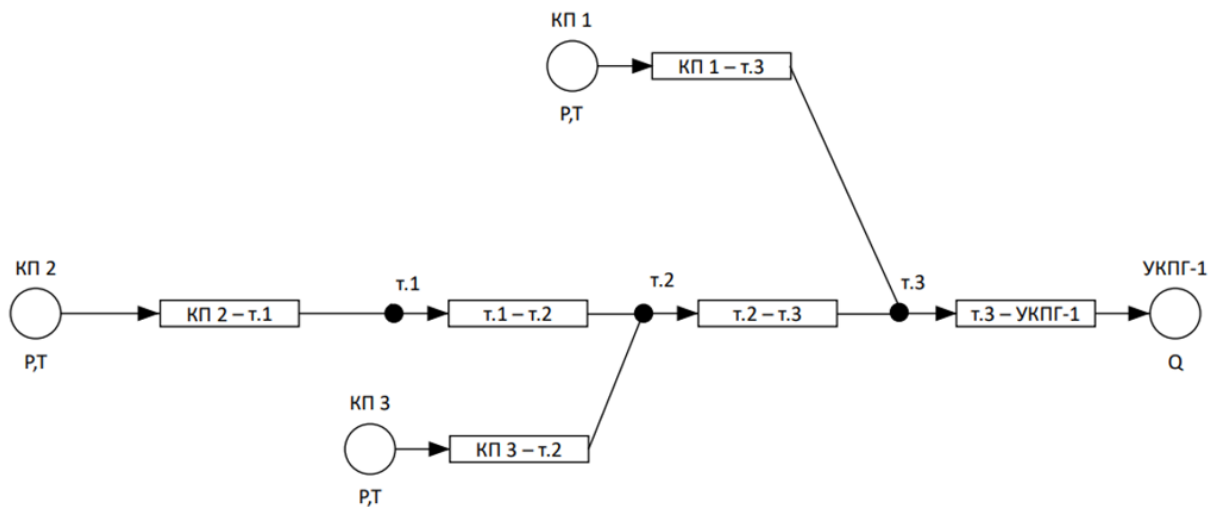 КП 1
КП 1 – т.3
Р,Т
КП 2
т.1
т.2
т.3
УКПГ-1
КП 2 – т.1
т.1 – т.2
т.2 – т.3
т.3 – УКПГ-1
Р,Т
Q
КП 3
КП 3 – т.2
Р,Т